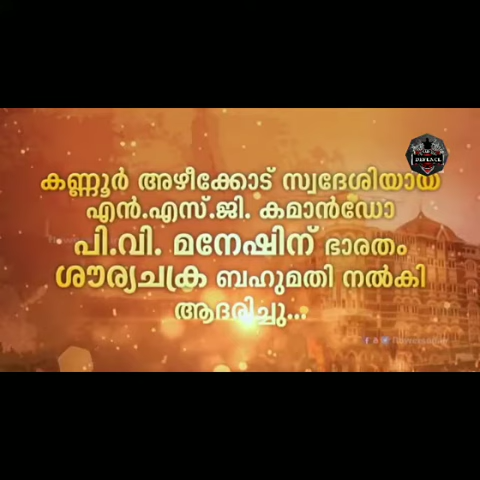 കണ്ണൂർ അഴീക്കോട് സ്വദേശിയായ
എൻ.എസ്.ജി. കമാൻഡോ
പി.വി. മനേഷിന് ഭാരതം
ശൗര്യചക്ര ബഹുമതി നൽകി
ആദരിച്ചു...